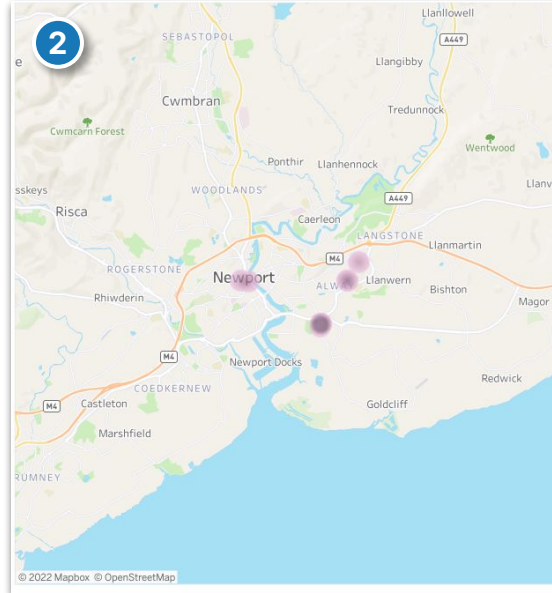 2
SEBASTOPOL
Llanllowell
A449
e
Llangibby
Cwmbran
Tredunnock
Cwmcarn Forest
Wentwood
Ponthir
Llanhennock
sskeys
WOODLANDS
Llanv
A449
Risca
Caerleon
LANGSTONE
Llanmartin
M4
ROGERSTONE
Newport
ALW
Llanwern
Bishton
Rhiwderin
Magor
M4
Newport Docks
COEDKERNEW
Redwick
M4
Castleton
Goldcliff
Marshfield
RUMNEY
© 2022 Mapbox © OpenStreetMap